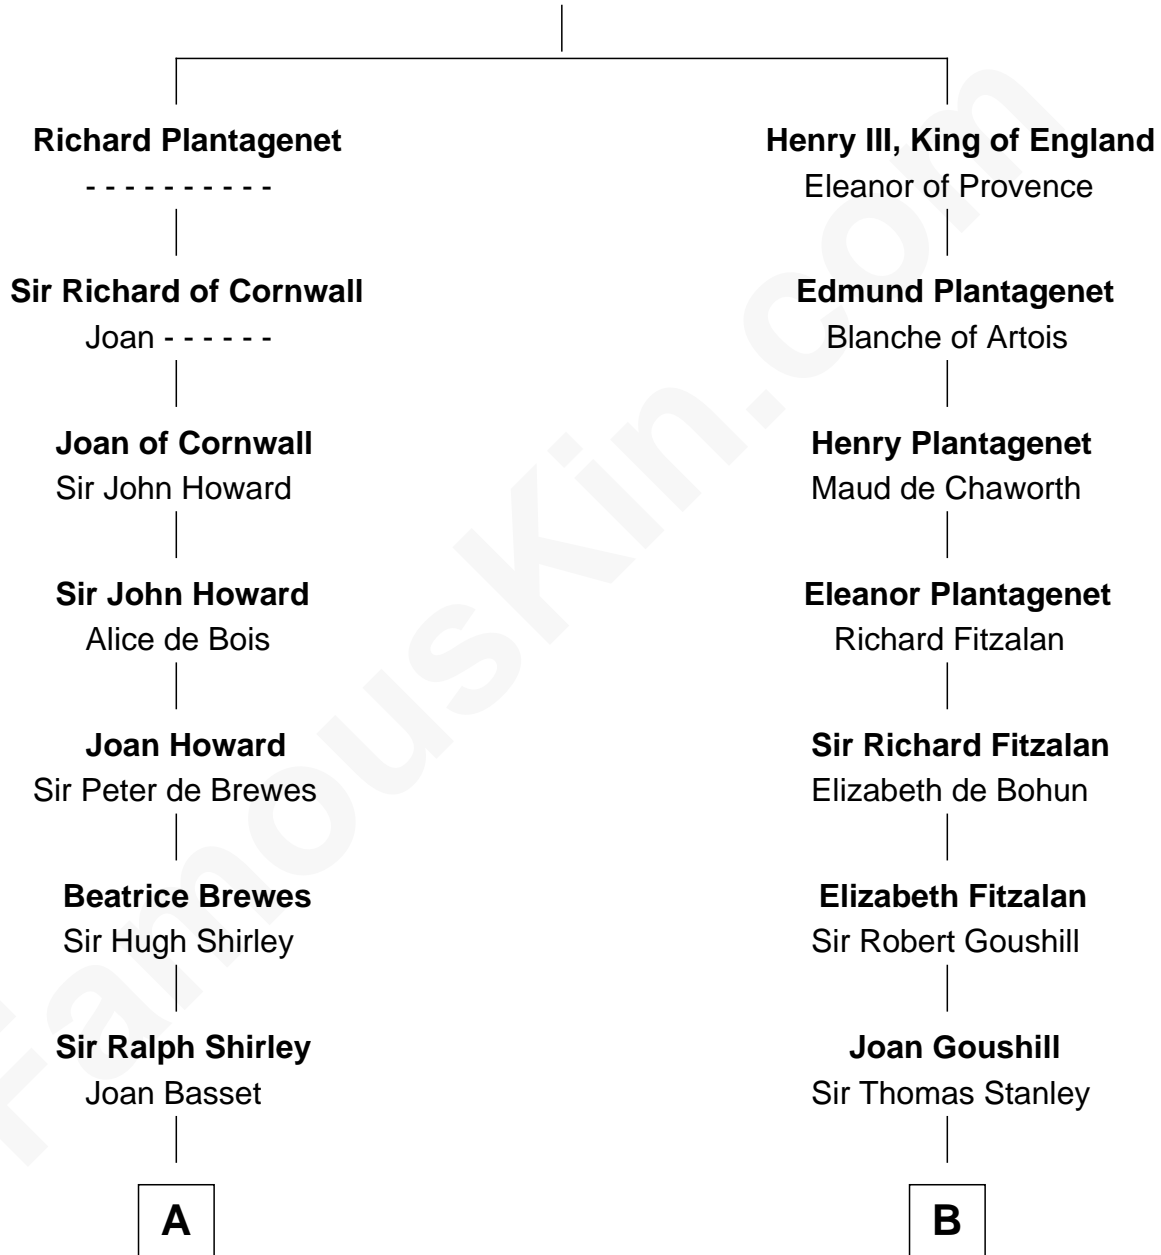 Richard Plantagenet
- - - - - - - - - -
Sir Richard of Cornwall
Joan - - - - - -
Joan of Cornwall
Sir John Howard
Sir John Howard
Alice de Bois
Joan Howard
Sir Peter de Brewes
Beatrice Brewes
Sir Hugh Shirley
Sir Ralph Shirley
Joan Basset
A
Henry III, King of England
Eleanor of Provence
Edmund Plantagenet
Blanche of Artois
Henry Plantagenet
Maud de Chaworth
Eleanor Plantagenet
Richard Fitzalan
Sir Richard Fitzalan
Elizabeth de Bohun
Elizabeth Fitzalan
Sir Robert Goushill
Joan Goushill
Sir Thomas Stanley
B
FamousKin.com